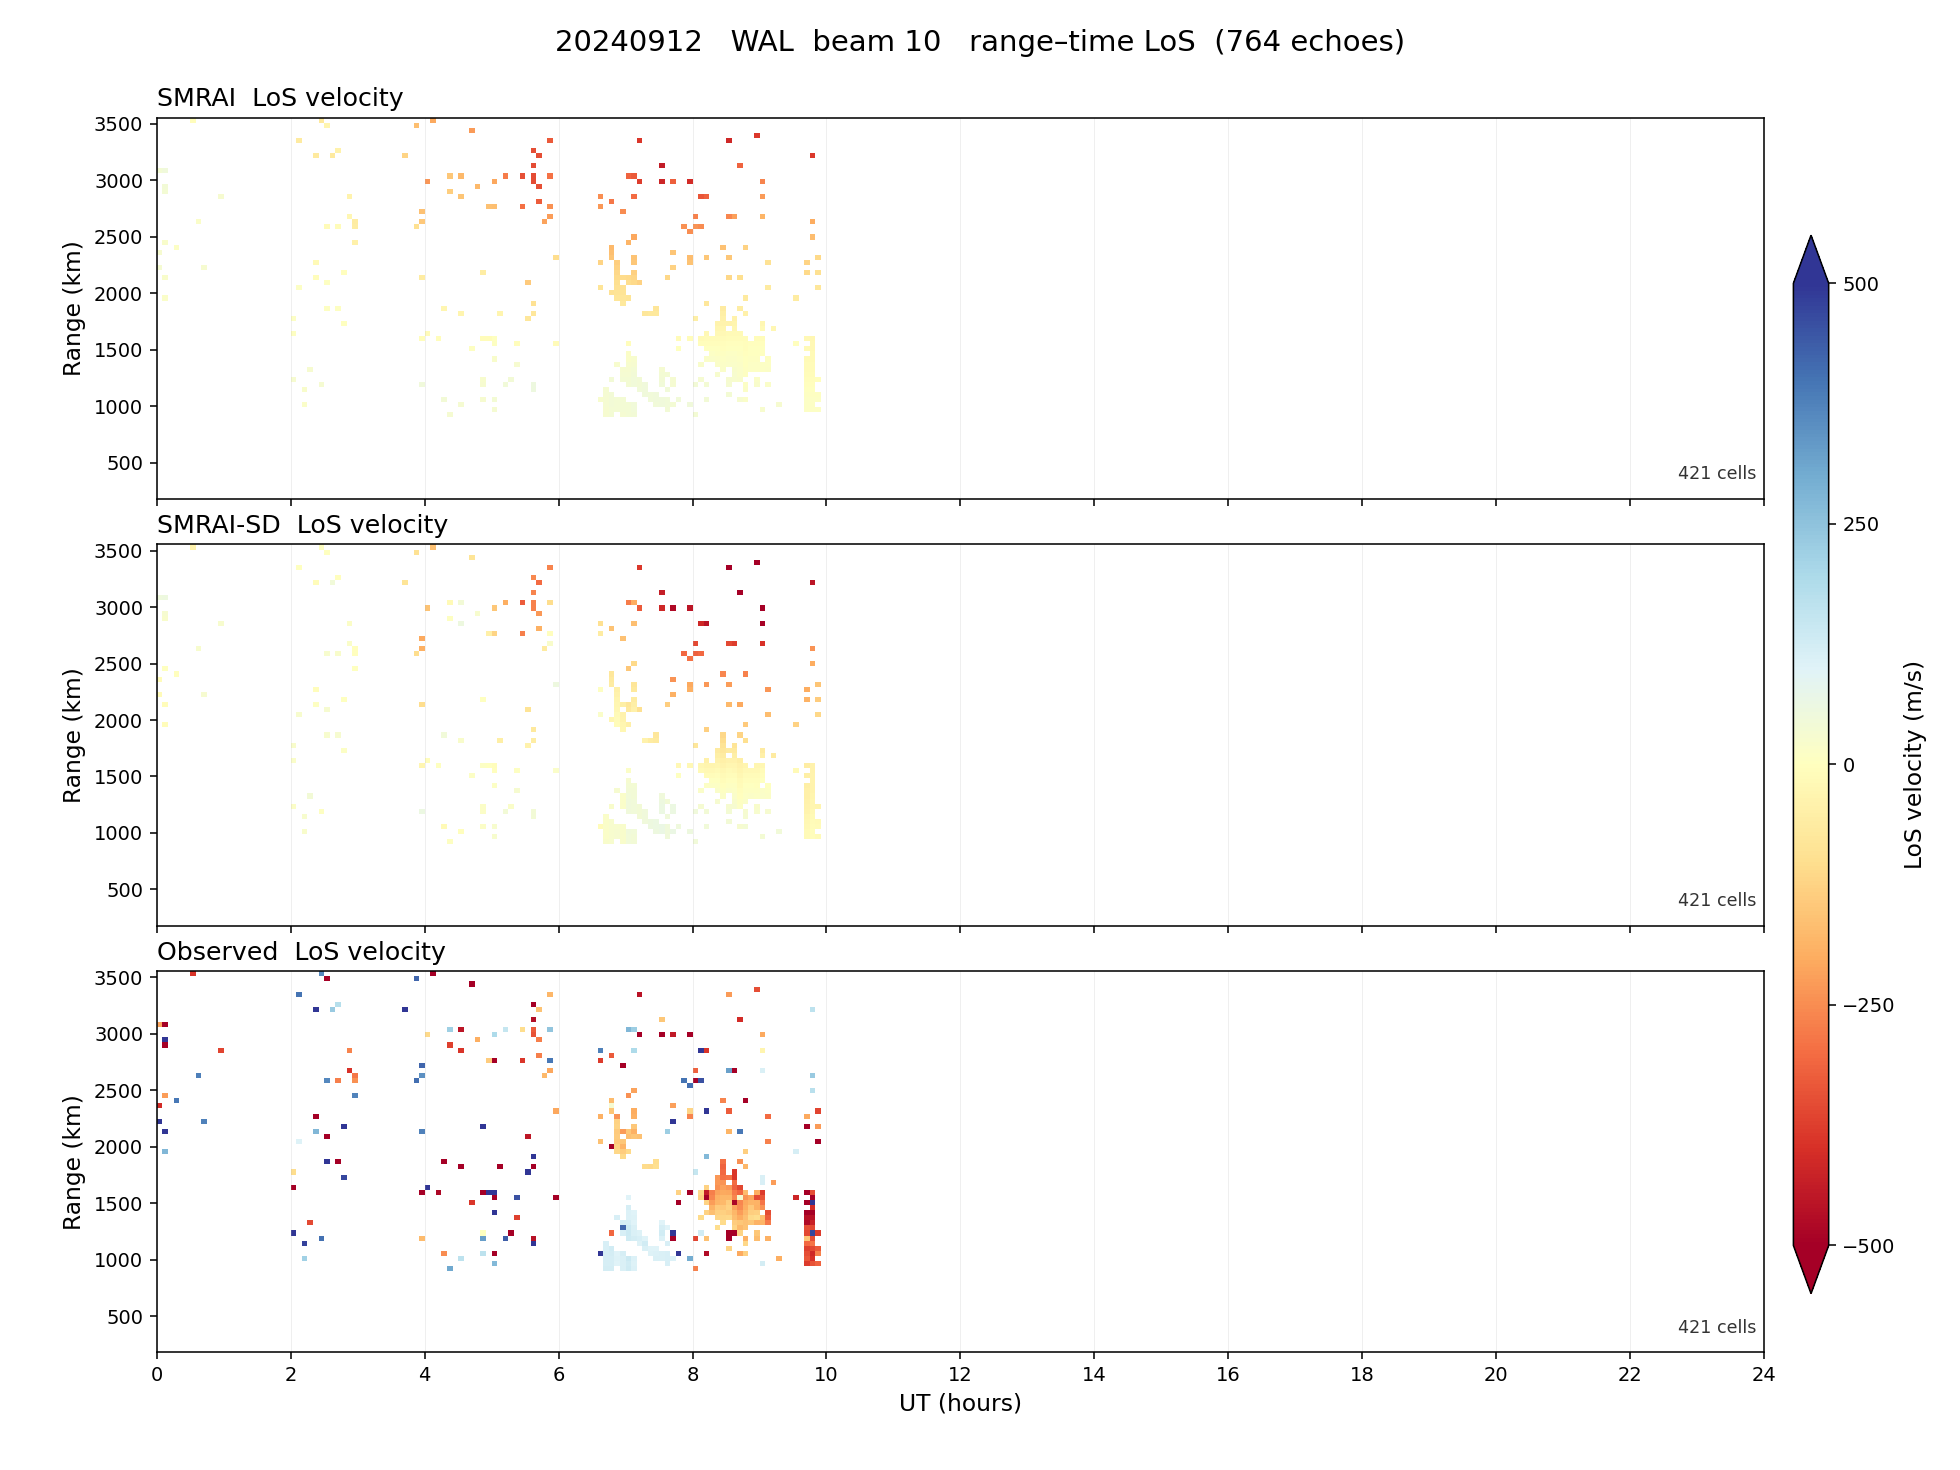 20240912   WAL  beam 10   range–time LoS  (764 echoes)
SMRAI  LoS velocity
3500
3000
2500
2000
1500
1000
500
Range (km)
421 cells
SMRAI-SD  LoS velocity
3500
3000
2500
2000
1500
1000
500
Range (km)
421 cells
Observed  LoS velocity
3500
3000
2500
2000
1500
1000
500
Range (km)
421 cells
0 2 4 6 8 10 12 14 16 18 20 22 24
UT (hours)
500
250
0
−250
−500
LoS velocity (m/s)